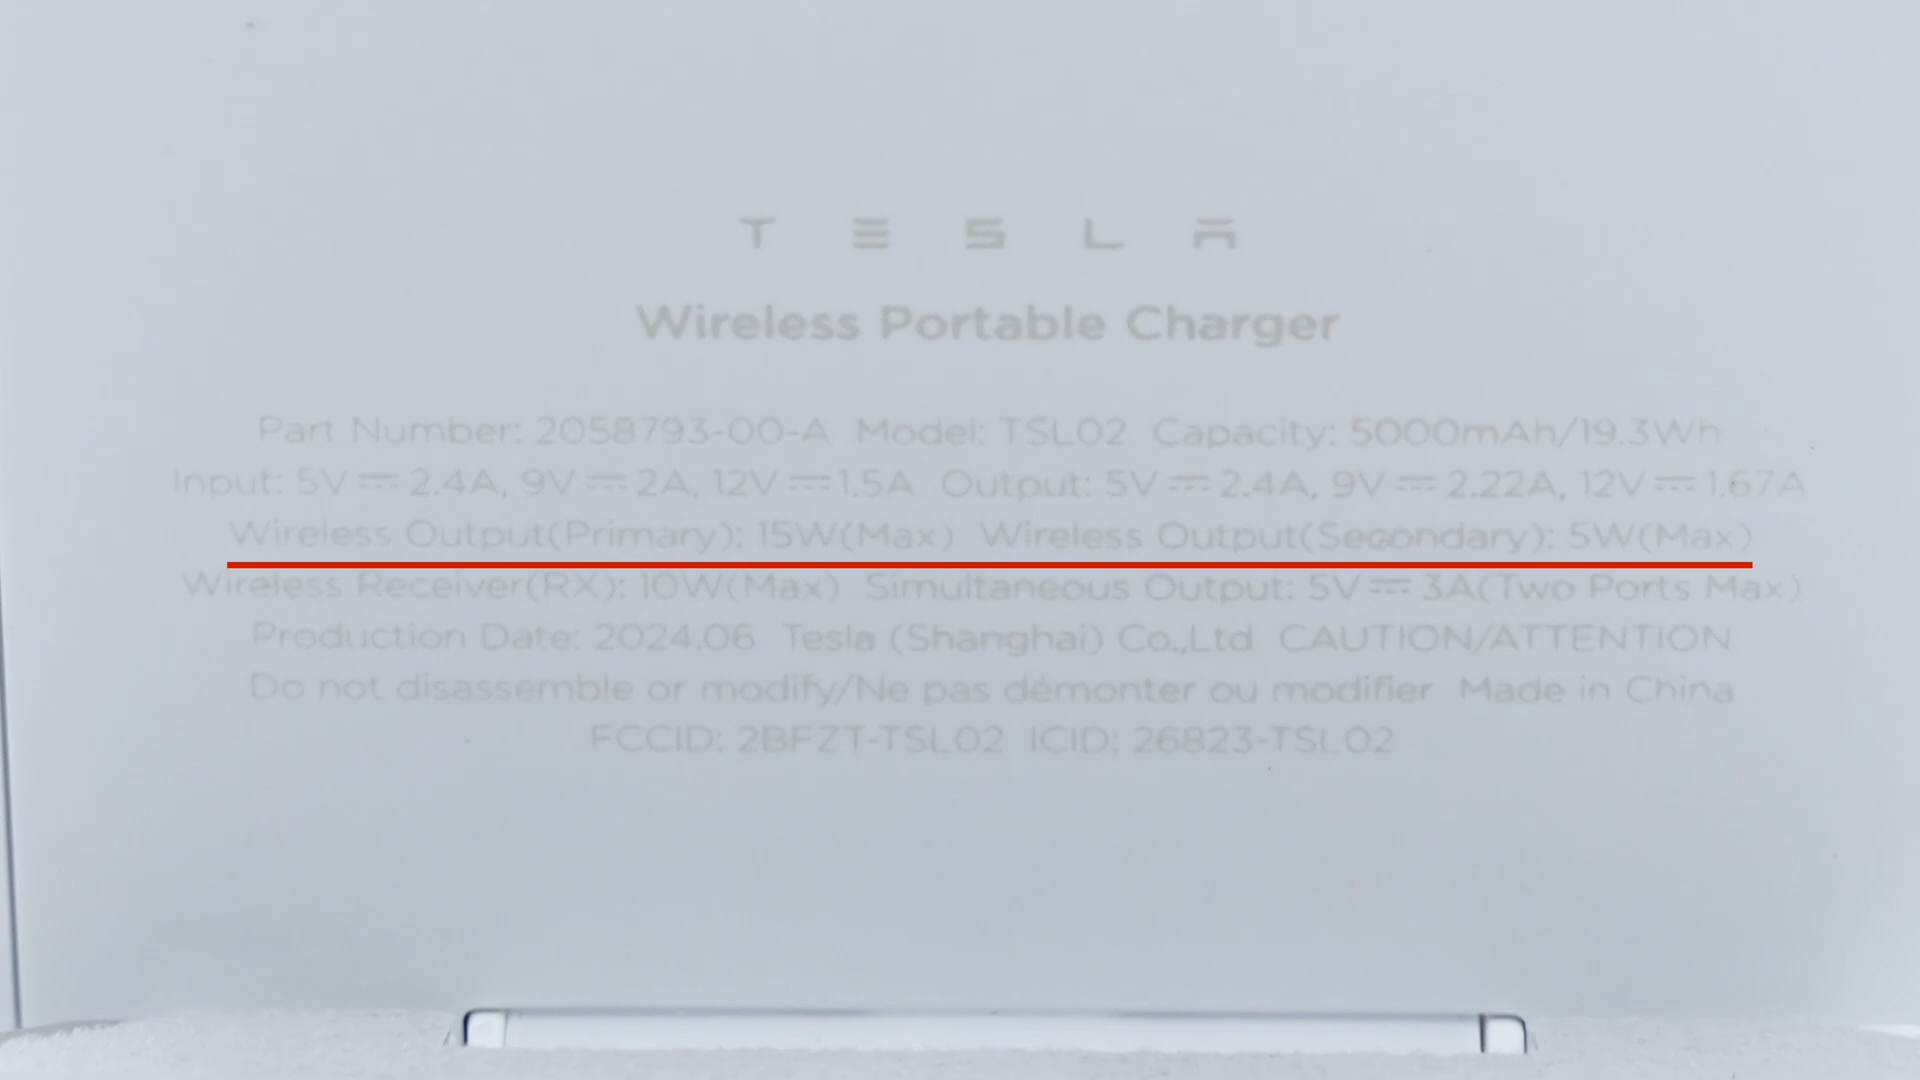 TESLA
Wireless Portable Charger
Part Number: 2058793-00-A Model: TSL02 Capacity: 5000mAh/19.3Wh
Input: 5V⎓2.4A, 9V⎓2A, 12V⎓1.5A Output: 5V⎓2.4A, 9V⎓2.22A, 12V⎓1.67A
Wireless Output(Primary): 15W(Max) Wireless Output(Secondary): 5W(Max)
Wireless Receiver(RX): 10W(Max) Simultaneous Output: 5V⎓3A(Two Ports Max)
Production Date: 2024.06 Tesla (Shanghai) Co.,Ltd CAUTION/ATTENTION
Do not disassemble or modify/Ne pas démonter ou modifier Made in China
FCCID: 2BFZT-TSL02 ICID: 26823-TSL02